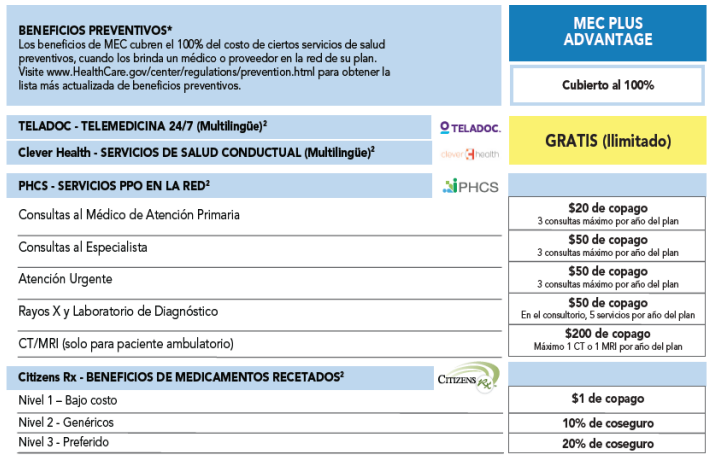 BENEFICIOS PREVENTIVOS*
Los beneficios de MEC cubren el 100% del costo de ciertos servicios de salud
preventivos, cuando los brinda un médico o proveedor en la red de su plan.
Visite www.HealthCare.gov/center/regulations/prevention.html para obtener la
lista más actualizada de beneficios preventivos.
MEC PLUS
ADVANTAGE
Cubierto al 100%
TELADOC - TELEMEDICINA 24/7 (Multilingüe)²
TELADOC.
Clever Health - SERVICIOS DE SALUD CONDUCTUAL (Multilingüe)²
clever health
GRATIS (Ilimitado)
PHCS - SERVICIOS PPO EN LA RED²
PHCS
Consultas al Médico de Atención Primaria
$20 de copago
3 consultas máximo por año del plan
Consultas al Especialista
$50 de copago
3 consultas máximo por año del plan
Atención Urgente
$50 de copago
3 consultas máximo por año del plan
Rayos X y Laboratorio de Diagnóstico
$50 de copago
En el consultorio, 5 servicios por año del plan
CT/MRI (solo para paciente ambulatorio)
$200 de copago
Máximo 1 CT o 1 MRI por año del plan
Citizens Rx - BENEFICIOS DE MEDICAMENTOS RECETADOS²
CITIZENS Rx
Nivel 1 – Bajo costo
$1 de copago
Nivel 2 - Genéricos
10% de coseguro
Nivel 3 - Preferido
20% de coseguro